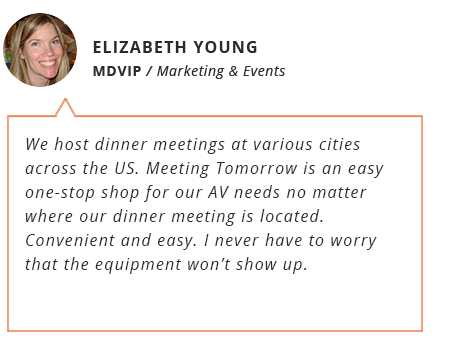 ELIZABETH YOUNG
MDVIP / Marketing & Events
We host dinner meetings at various cities
across the US. Meeting Tomorrow is an easy
one-stop shop for our AV needs no matter
where our dinner meeting is located.
Convenient and easy. I never have to worry
that the equipment won’t show up.